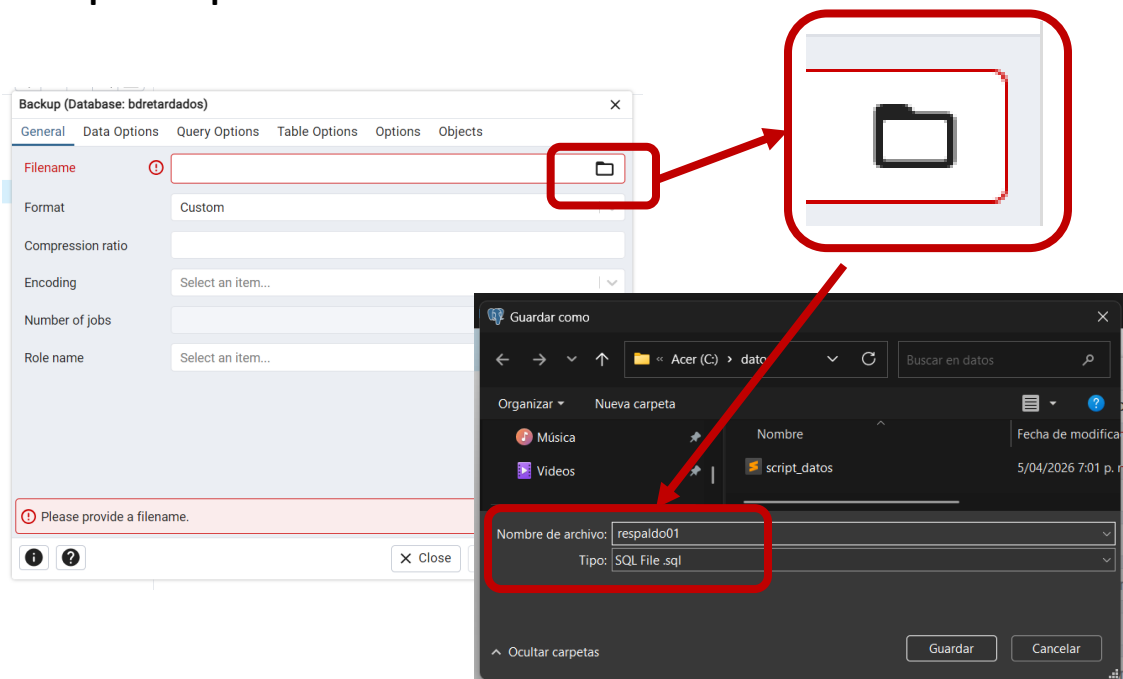 Backup (Database: bdretardados)
General Data Options Query Options Table Options Options Objects
Filename
Format Custom
Compression ratio
Encoding Select an item...
Number of jobs
Role name Select an item...
Please provide a filename.
Close
Guardar como
« Acer (C:) › dato
Buscar en datos
Organizar Nueva carpeta
Música
Videos
Nombre Fecha de modifica
script_datos 5/04/2026 7:01 p.
Nombre de archivo: respaldo01
Tipo: SQL File .sql
Ocultar carpetas
Guardar Cancelar